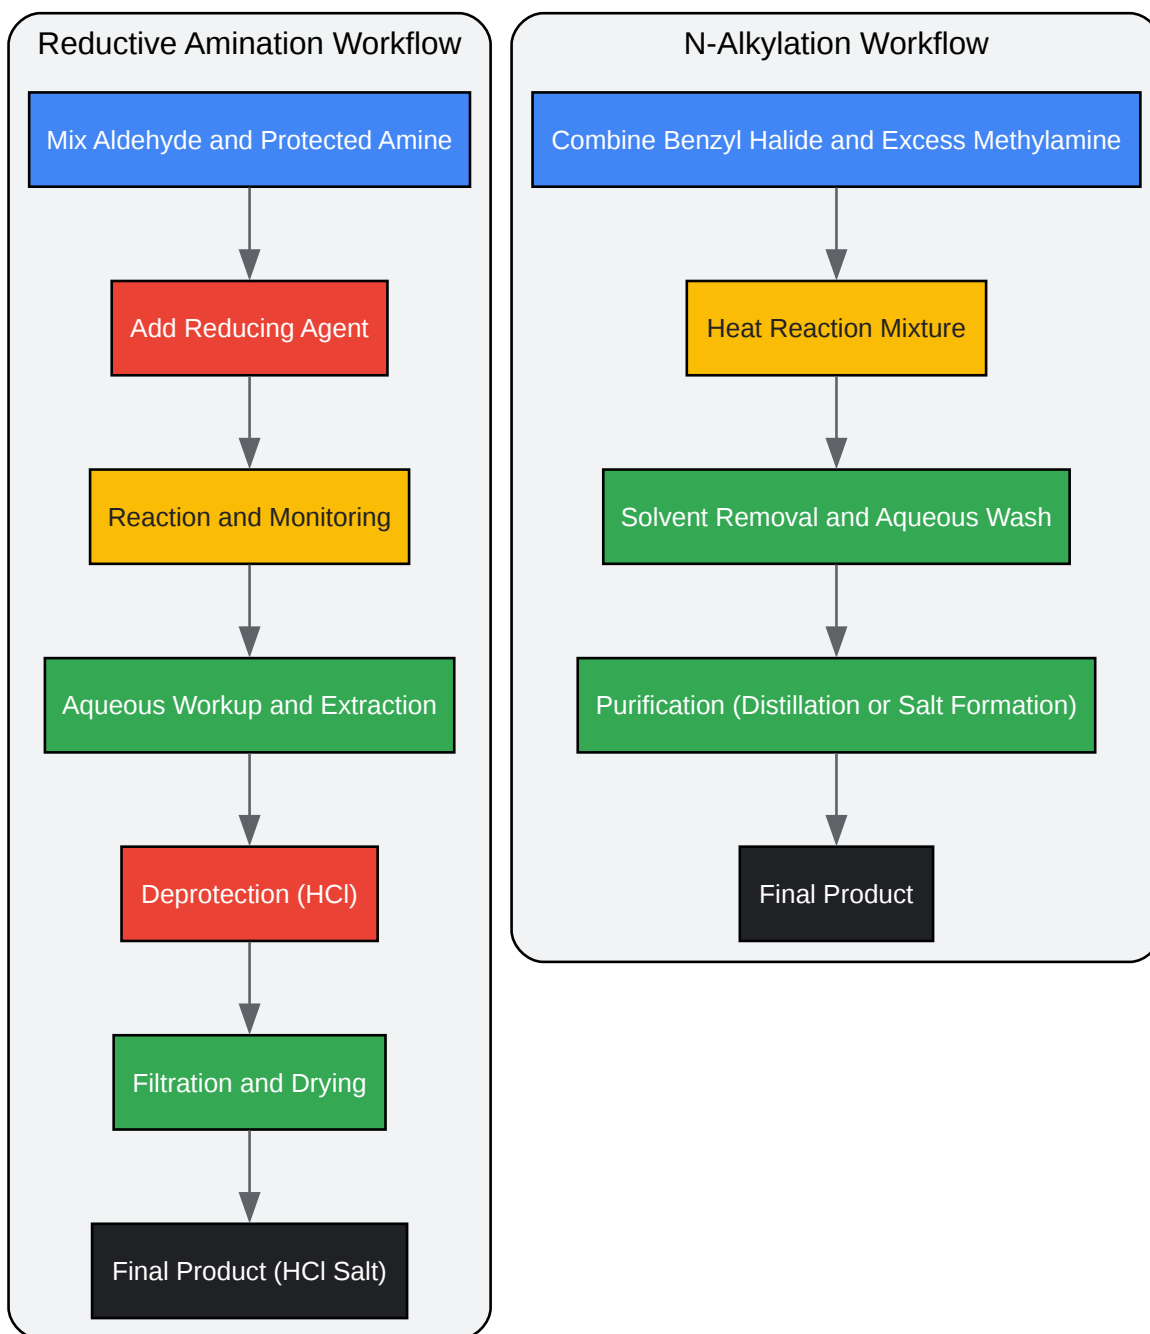 Reductive Amination Workflow
Mix Aldehyde and Protected Amine
Add Reducing Agent
Reaction and Monitoring
Aqueous Workup and Extraction
Deprotection (HCl)
Filtration and Drying
Final Product (HCl Salt)
N-Alkylation Workflow
Combine Benzyl Halide and Excess Methylamine
Heat Reaction Mixture
Solvent Removal and Aqueous Wash
Purification (Distillation or Salt Formation)
Final Product